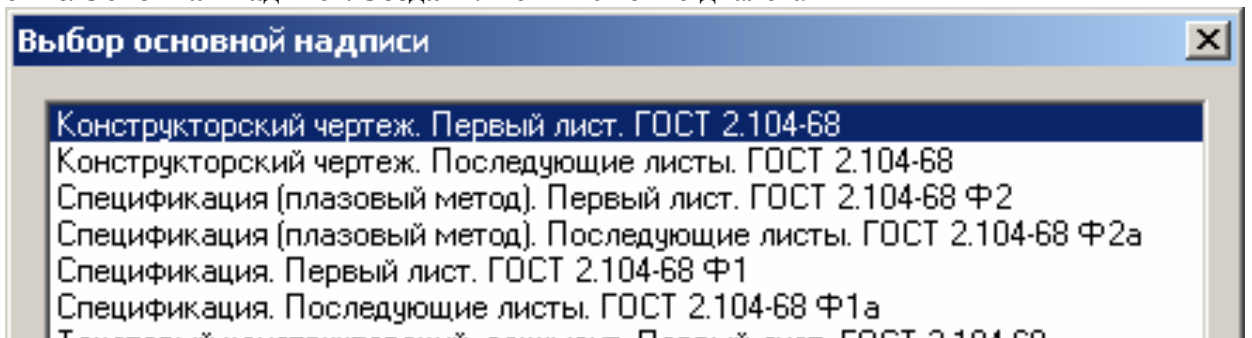 Выбор основной надписи
Конструкторский чертеж. Первый лист. ГОСТ 2.104-68
Конструкторский чертеж. Последующие листы. ГОСТ 2.104-68
Спецификация (плазовый метод). Первый лист. ГОСТ 2.104-68 Ф2
Спецификация (плазовый метод). Последующие листы. ГОСТ 2.104-68 Ф2а
Спецификация. Первый лист. ГОСТ 2.104-68 Ф1
Спецификация. Последующие листы. ГОСТ 2.104-68 Ф1а